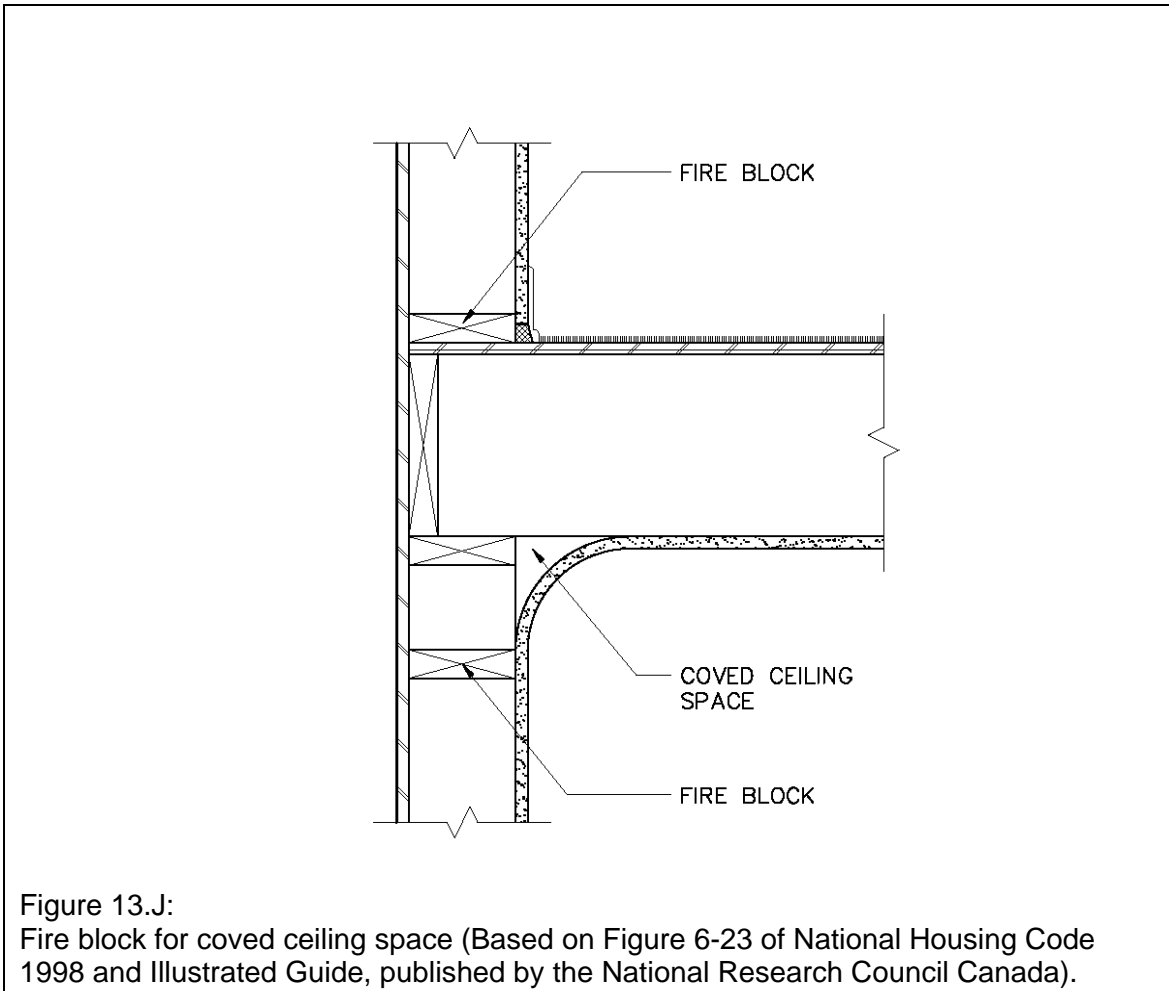 FIRE BLOCK
COVED CEILING
SPACE
FIRE BLOCK
Figure 13.J:
Fire block for coved ceiling space (Based on Figure 6-23 of National Housing Code
1998 and Illustrated Guide, published by the National Research Council Canada).